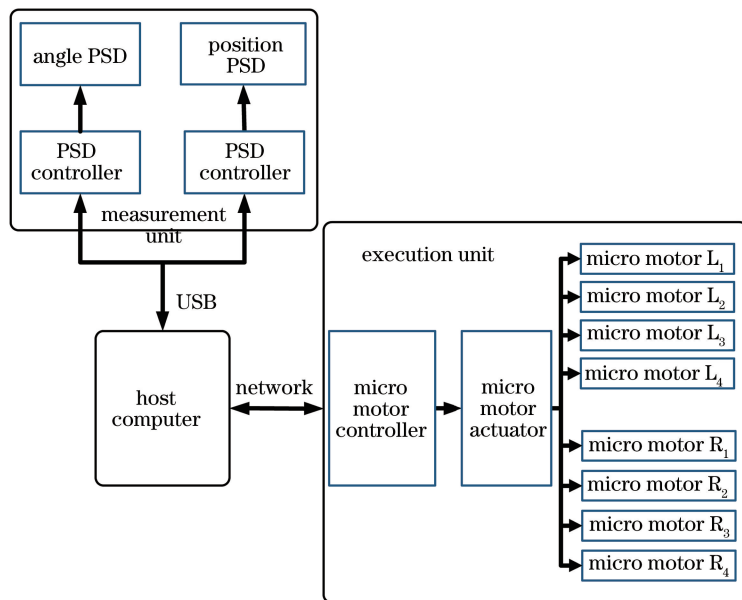 angle PSD
position
PSD
PSD
controller
PSD
controller
measurement
unit
USB
host
computer
network
execution unit
micro
motor
controller
micro
motor
actuator
micro motor L₁
micro motor L₂
micro motor L₃
micro motor L₄
micro motor R₁
micro motor R₂
micro motor R₃
micro motor R₄